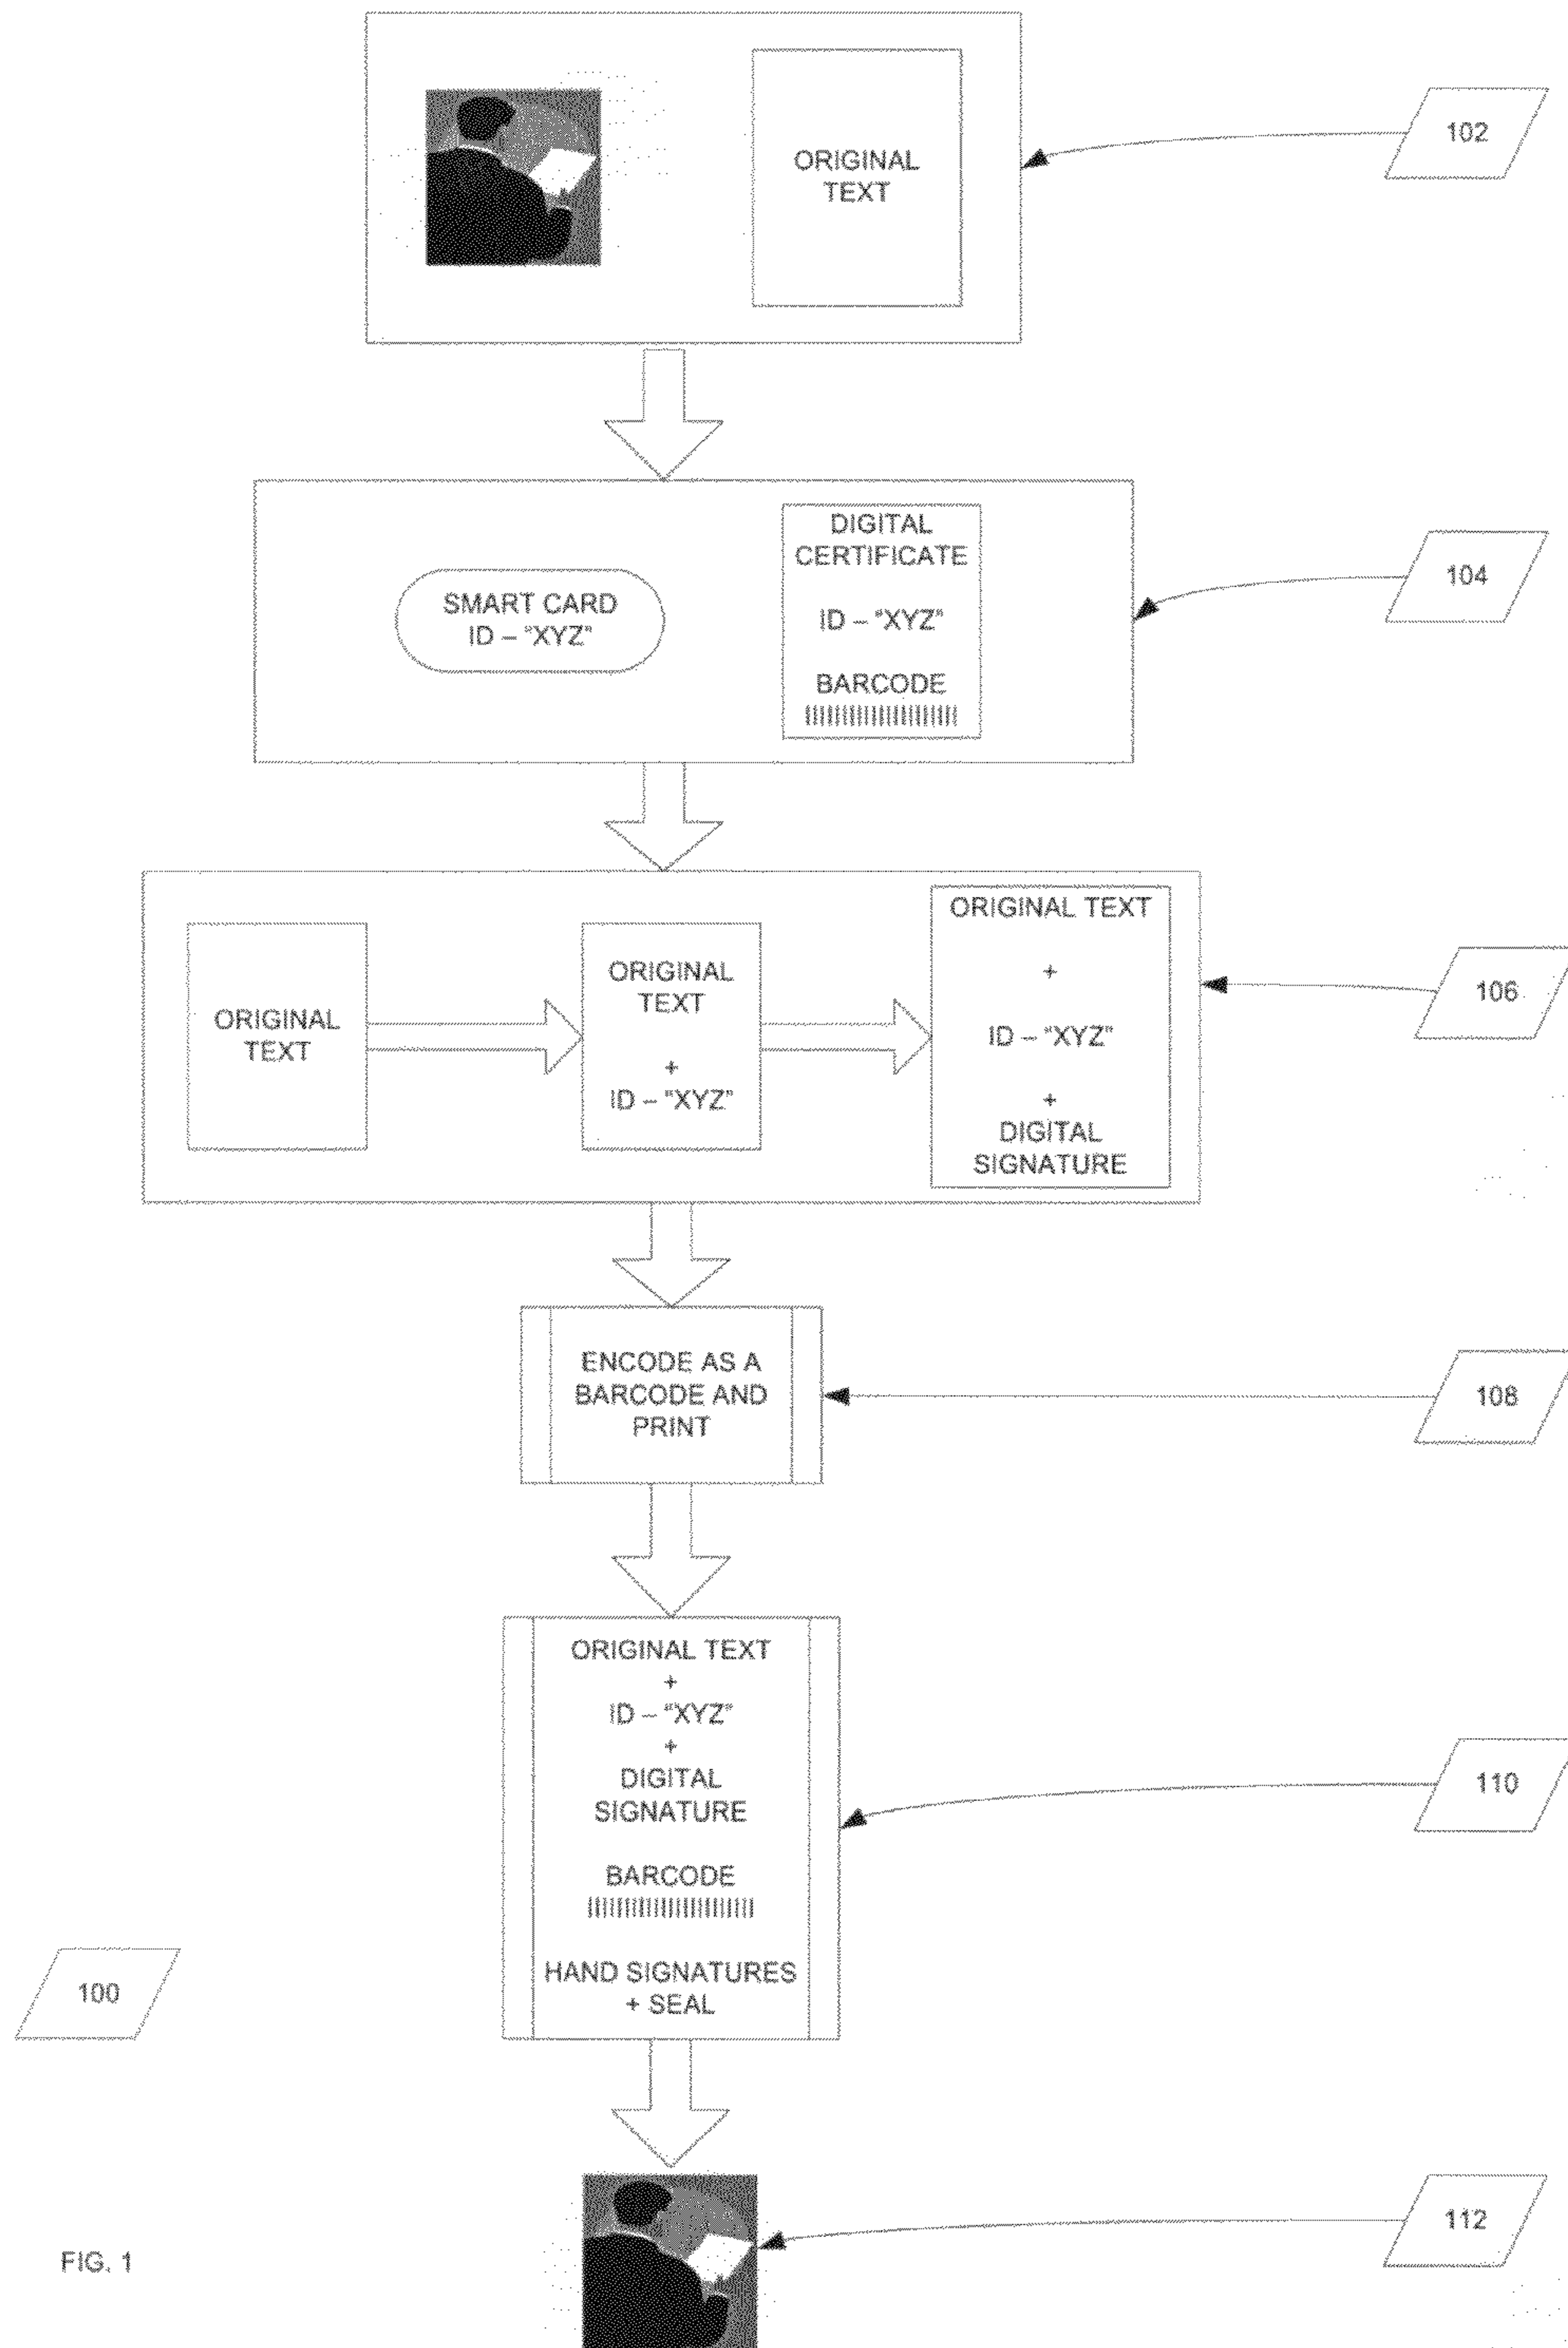 ORIGINAL
TEXT
102
SMART CARD
ID – "XYZ"
DIGITAL
CERTIFICATE
ID – "XYZ"
BARCODE
104
ORIGINAL
TEXT
ORIGINAL
TEXT
+
ID – "XYZ"
ORIGINAL TEXT
+
ID – "XYZ"
+
DIGITAL
SIGNATURE
106
ENCODE AS A
BARCODE AND
PRINT
108
ORIGINAL TEXT
+
ID – "XYZ"
+
DIGITAL
SIGNATURE
BARCODE
HAND SIGNATURES
+ SEAL
110
100
112
FIG. 1